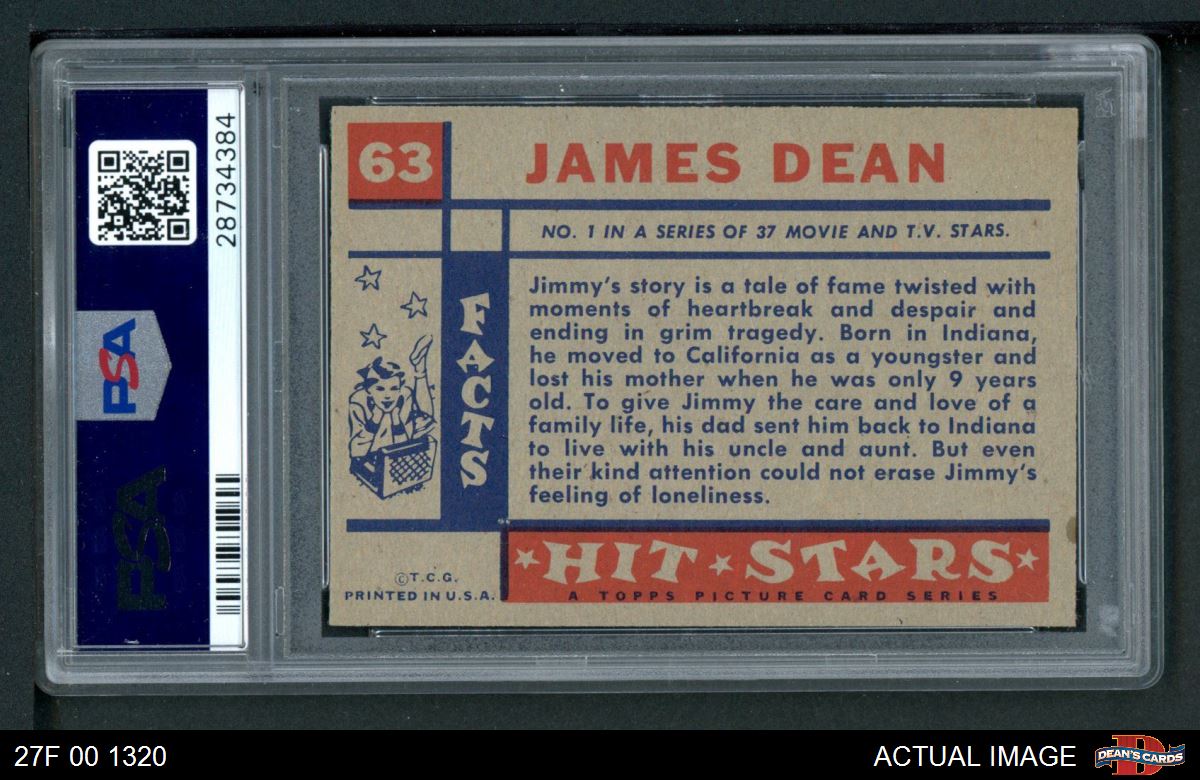 28734384
PSA
PSA
63
JAMES DEAN
NO. 1 IN A SERIES OF 37 MOVIE AND T.V. STARS.
FACTS
Jimmy's story is a tale of fame twisted with
moments of heartbreak and despair and
ending in grim tragedy. Born in Indiana,
he moved to California as a youngster and
lost his mother when he was only 9 years
old. To give Jimmy the care and love of a
family life, his dad sent him back to Indiana
to live with his uncle and aunt. But even
their kind attention could not erase Jimmy's
feeling of loneliness.
HIT STARS
A TOPPS PICTURE CARD SERIES
©T.C.G.
PRINTED IN U.S.A.
27F 00 1320
ACTUAL IMAGE
D
DEAN'S CARDS